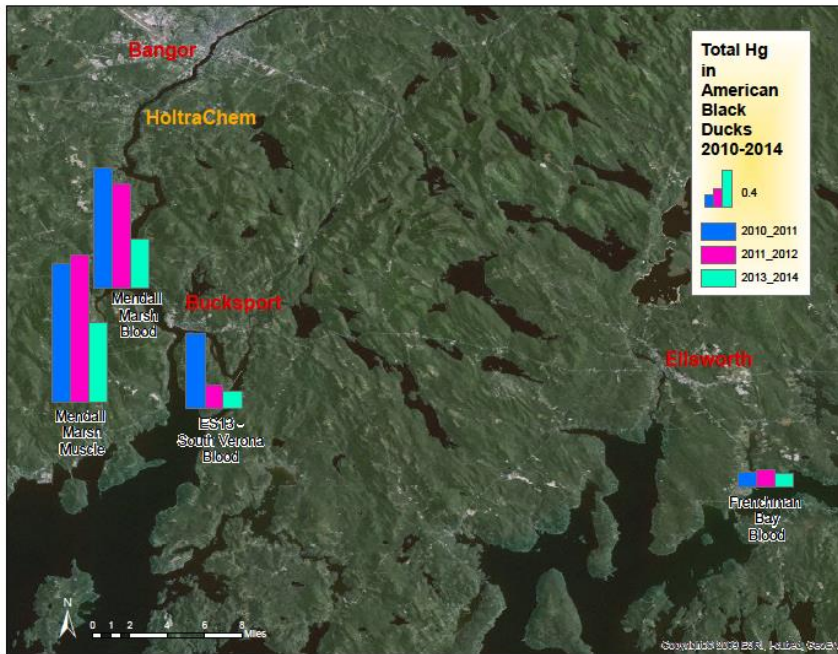 Bangor
HoltraChem
Total Hg
in
American
Black
Ducks
2010-2014
0.4
2010_2011
2011_2012
2013_2014
Mendall
Marsh
Blood
Bucksport
Ellsworth
Mendall
Marsh
Muscle
ES13 -
South Verona
Blood
Frenchman
Bay
Blood
N
0 1 2 4 6 8
Miles